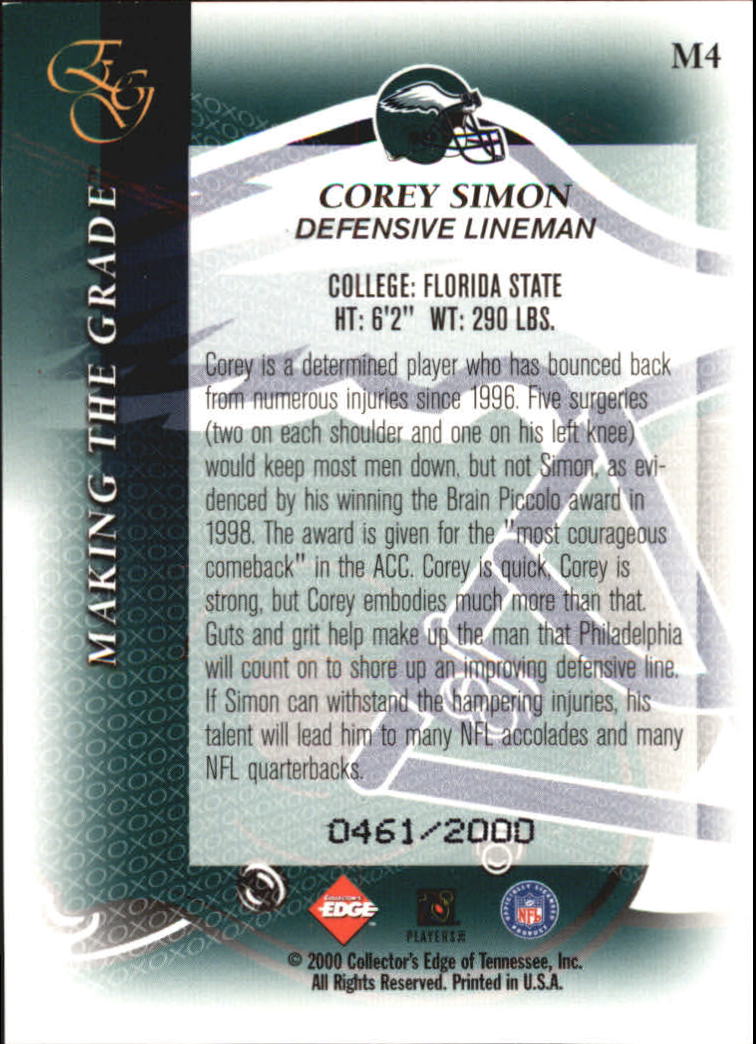 M4
EG
MAKING THE GRADE™
COREY SIMON
DEFENSIVE LINEMAN
COLLEGE: FLORIDA STATE
HT: 6'2" WT: 290 LBS.
Corey is a determined player who has bounced back
from numerous injuries since 1996. Five surgeries
(two on each shoulder and one on his left knee)
would keep most men down, but not Simon, as evi-
denced by his winning the Brain Piccolo award in
1998. The award is given for the "most courageous
comeback" in the ACC. Corey is quick, Corey is
strong, but Corey embodies much more than that.
Guts and grit help make up the man that Philadelphia
will count on to shore up an improving defensive line.
If Simon can withstand the hampering injuries, his
talent will lead him to many NFL accolades and many
NFL quarterbacks.
0461/2000
COLLECTOR'S
EDGE
PLAYERS INC
OFFICIALLY LICENSED
NFL
PRODUCT
© 2000 Collector's Edge of Tennessee, Inc.
All Rights Reserved. Printed in U.S.A.